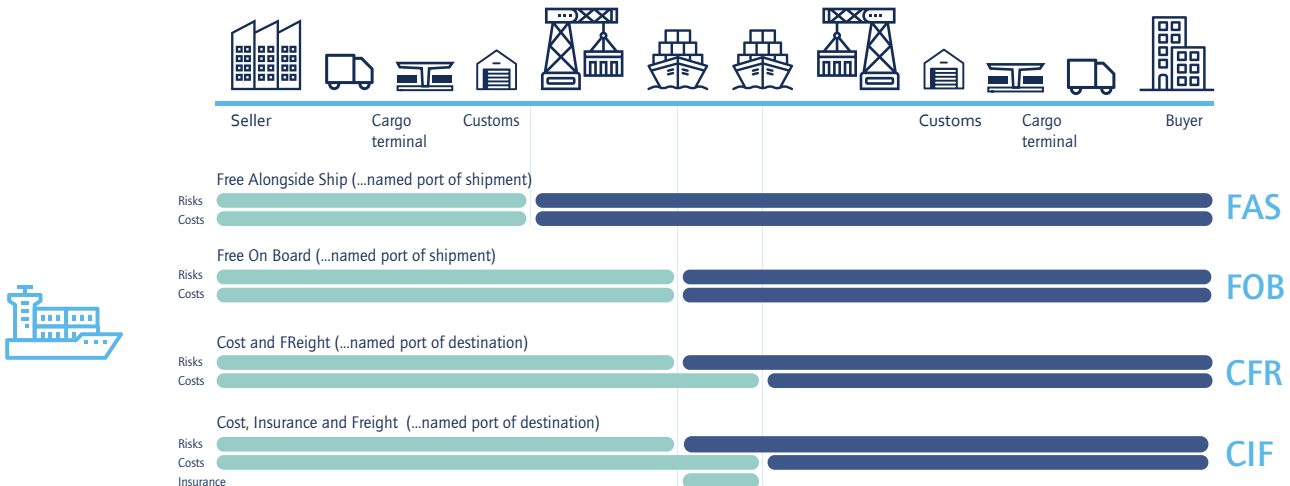 Seller
Cargo
terminal
Customs
Customs
Cargo
terminal
Buyer
Free Alongside Ship (...named port of shipment)
Risks
Costs
FAS
Free On Board (...named port of shipment)
Risks
Costs
FOB
Cost and FReight (...named port of destination)
Risks
Costs
CFR
Cost, Insurance and Freight  (...named port of destination)
Risks
Costs
Insurance
CIF